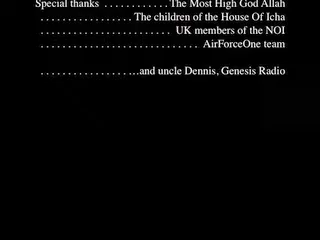 Special thanks . . . . . . . . . . . The Most High God Allah
. . . . . . . . . . . . . . . . The children of the House Of Icha
. . . . . . . . . . . . . . . . . . . . . . . UK members of the NOI
. . . . . . . . . . . . . . . . . . . . . . . . . . . . AirForceOne team
. . . . . . . . . . . . . . . . ...and uncle Dennis, Genesis Radio